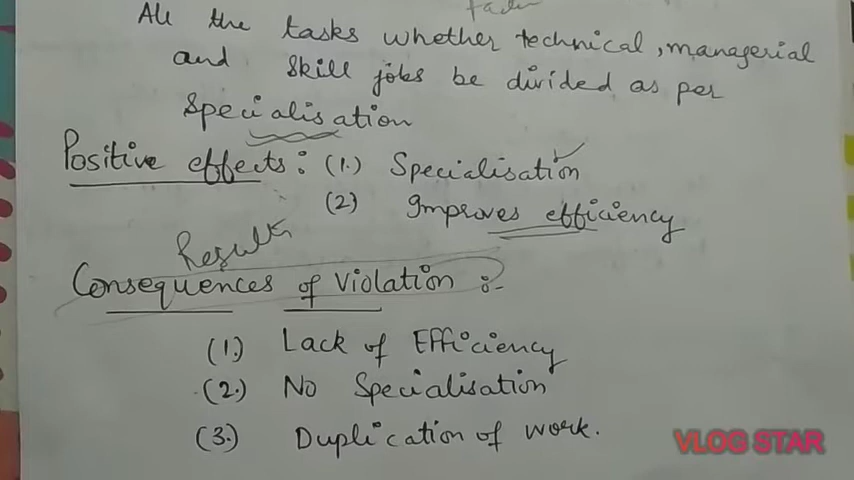 All the tasks whether technical, managerial
and skill jobs be divided as per
Specialisation
Positive effects : (1.) Specialisation
(2) Improves efficiency
Results
Consequences of Violation :-
(1.) Lack of Efficiency
(2.) No Specialisation
(3.) Duplication of work.
VLOG STAR